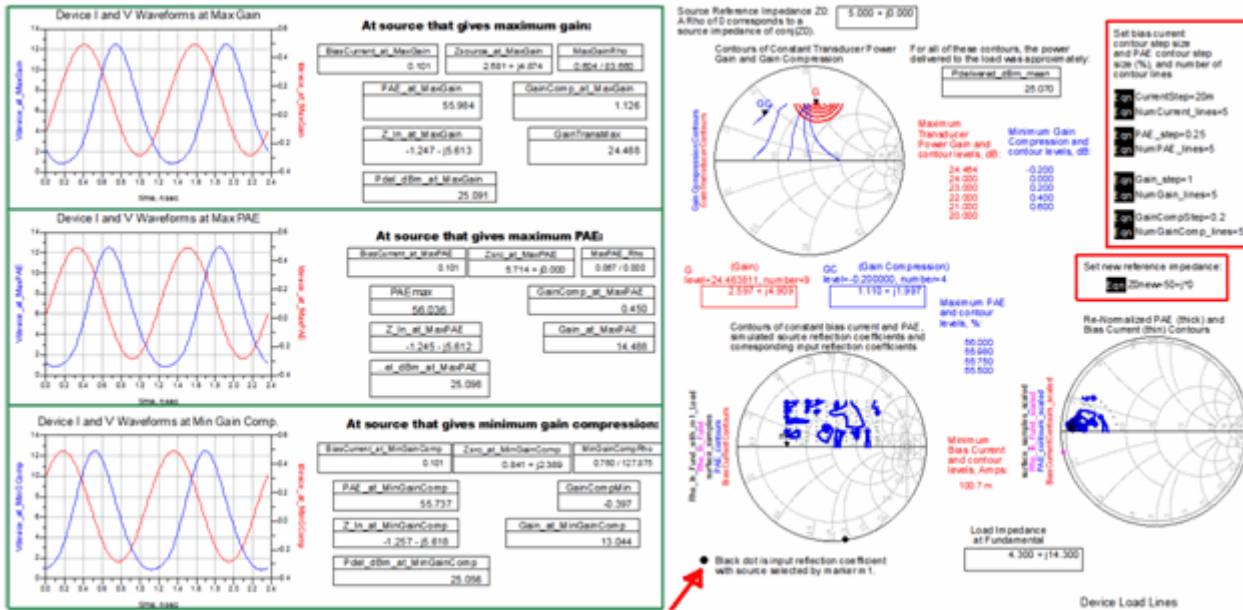 Device I and V Waveforms at Max Gain
At source that gives maximum gain:
BiasCurrent_at_MaxGain
Zsource_at_MaxGain
MaxGainRho
0.101
PAE_at_MaxGain
55.984
GainComp_at_MaxGain
1.126
Z_In_at_MaxGain
-1.247 - j5.613
GainTransMax
24.488
Pdel_dBm_at_MaxGain
25.091
time, nsec
Device I and V Waveforms at Max PAE
At source that gives maximum PAE:
BiasCurrent_at_MaxPAE
Zsrc_at_MaxPAE
MaxPAE_Rho
0.101
5.714 + j0.000
0.067 / 0.000
PAEmax
56.036
GainComp_at_MaxPAE
0.450
Z_In_at_MaxPAE
-1.245 - j5.612
Gain_at_MaxPAE
14.488
el_dBm_at_MaxPAE
25.098
time, nsec
Device I and V Waveforms at Min Gain Comp.
At source that gives minimum gain compression:
BiasCurrent_at_MinGainComp
Zsrc_at_MinGainComp
MinGainCompRho
0.101
0.841 + j2.389
0.760 / 127.875
PAE_at_MinGainComp
55.737
GainCompMin
-0.397
Z_In_at_MinGainComp
-1.257 - j5.618
Gain_at_MinGainComp
13.044
Pdel_dBm_at_MinGainComp
25.056
time, nsec
Source Reference Impedance Z0:
5.000 + j0.000
A Rho of 0 corresponds to a
source impedance of conj(Z0).
Contours of Constant Transducer Power
Gain and Gain Compression
For all of these contours, the power
delivered to the load was approximately:
Pdelivered_dBm_mean
25.070
GC
G
GainCompressionContours
GainTransducerContours
Maximum
Transducer
Power Gain and
contour levels, dB:
24.464
24.000
23.000
22.000
21.000
20.000
Minimum Gain
Compression and
contour levels, dB:
-0.200
0.000
0.200
0.400
0.600
Set bias current
contour step size
and PAE contour step
size (%), and number of
contour lines
Eqn CurrentStep=20m
Eqn NumCurrent_lines=5
Eqn PAE_step=0.25
Eqn NumPAE_lines=5
Eqn Gain_step=1
Eqn NumGain_lines=5
Eqn GainCompStep=0.2
Eqn NumGainComp_lines=5
Set new reference impedance:
Eqn Z0new=50+j*0
G (Gain)
level=24.463811, number=9
2.597 + j4.909
GC (Gain Compression)
level=-0.200000, number=4
1.110 + j1.997
Contours of constant bias current and PAE,
simulated source reflection coefficients and
corresponding input reflection coefficients
Maximum PAE
and contour
levels, %:
56.000
55.980
55.750
55.500
Re-Normalized PAE (thick) and
Bias Current (thin) Contours
Minimum
Bias Current
and contour
levels, Amps:
100.7 m
Load Impedance
at Fundamental
4.300 + j14.300
Black dot is input reflection coefficient
with source selected by marker m1.
Device Load Lines